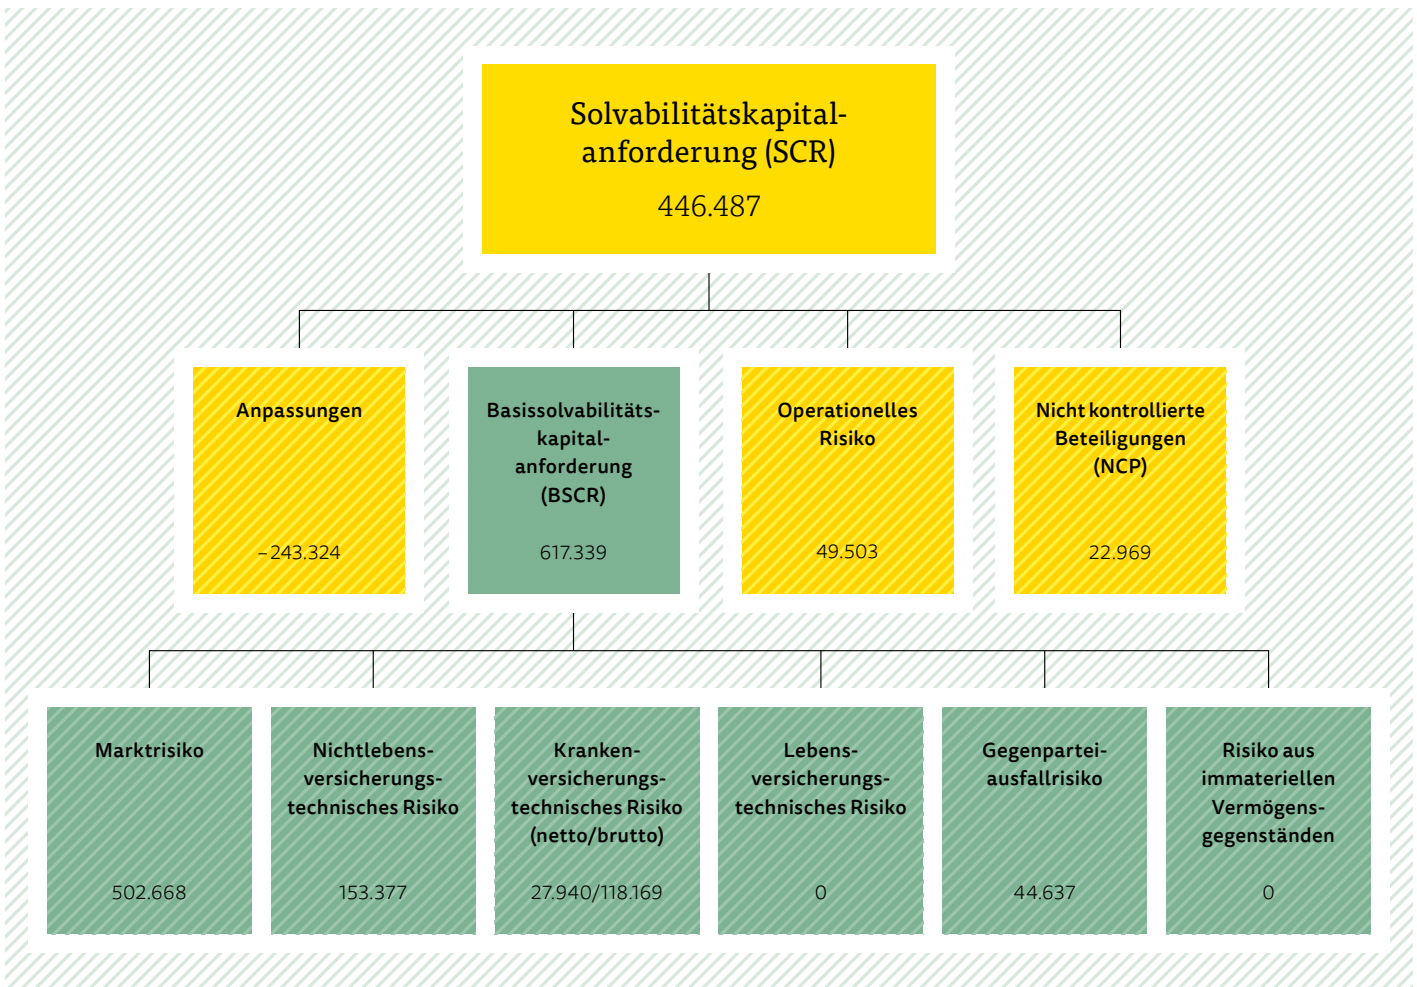 Solvabilitätskapital-
anforderung (SCR)
446.487
Anpassungen
–243.324
Basissolvabilitäts-
kapital-
anforderung
(BSCR)
617.339
Operationelles
Risiko
49.503
Nicht kontrollierte
Beteiligungen
(NCP)
22.969
Marktrisiko
502.668
Nichtlebens-
versicherungs-
technisches Risiko
153.377
Kranken-
versicherungs-
technisches Risiko
(netto/brutto)
27.940/118.169
Lebens-
versicherungs-
technisches Risiko
0
Gegenpartei-
ausfallrisiko
44.637
Risiko aus
immateriellen
Vermögens-
gegenständen
0